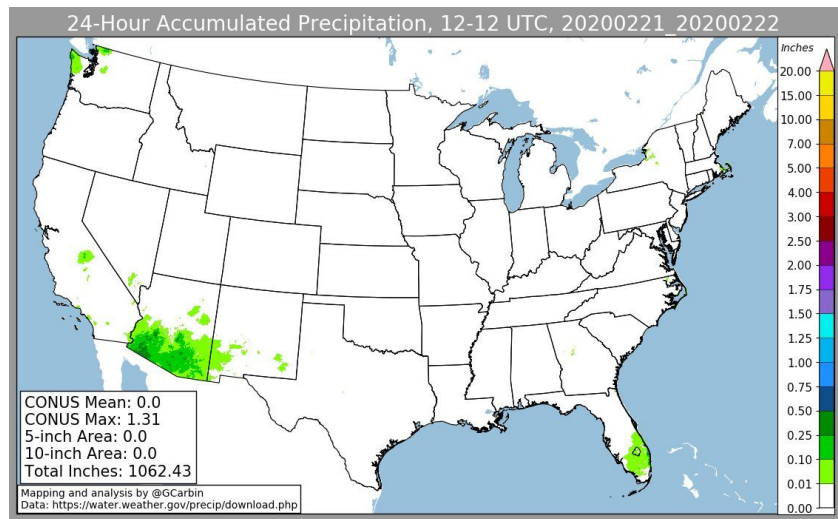 24-Hour Accumulated Precipitation, 12-12 UTC, 20200221_20200222
Inches
20.00
15.00
10.00
7.00
5.00
4.00
3.00
2.50
2.00
1.75
1.50
1.25
1.00
0.75
0.50
0.25
0.10
0.01
0.00
CONUS Mean: 0.0
CONUS Max: 1.31
5-inch Area: 0.0
10-inch Area: 0.0
Total Inches: 1062.43
Mapping and analysis by @GCarbin
Data: https://water.weather.gov/precip/download.php